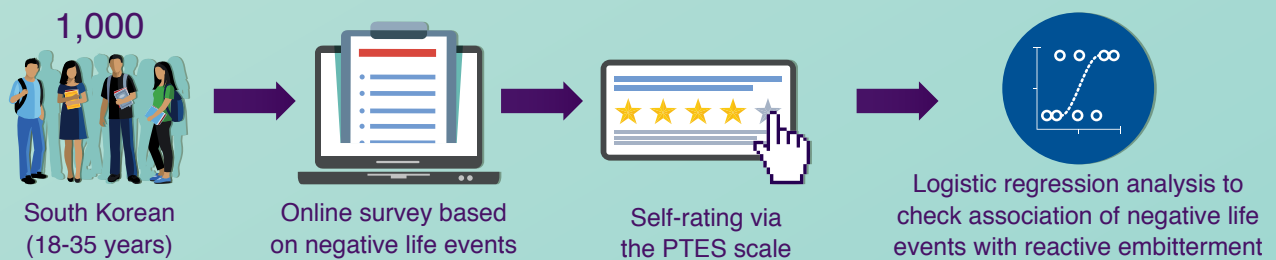 1,000
South Korean
(18-35 years)
Online survey based
on negative life events
Self-rating via
the PTES scale
Logistic regression analysis to
check association of negative life
events with reactive embitterment